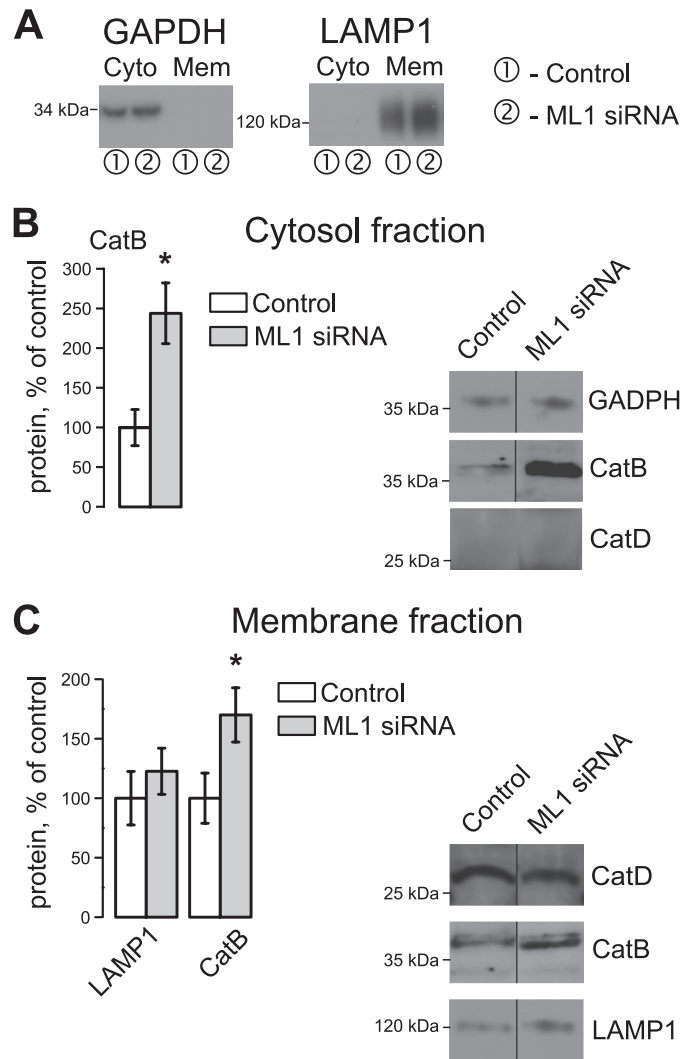 A
GAPDH LAMP1
Cyto Mem Cyto Mem
① - Control
② - ML1 siRNA
34 kDa
120 kDa
① ② ① ② ① ② ① ②
B
Cytosol fraction
CatB
*
300
250
200
150
100
50
0
protein, % of control
Control
ML1 siRNA
Control ML1 siRNA
35 kDa GADPH
35 kDa CatB
25 kDa CatD
C
Membrane fraction
*
200
150
100
50
0
protein, % of control
LAMP1 CatB
Control
ML1 siRNA
Control ML1 siRNA
25 kDa CatD
35 kDa CatB
120 kDa LAMP1